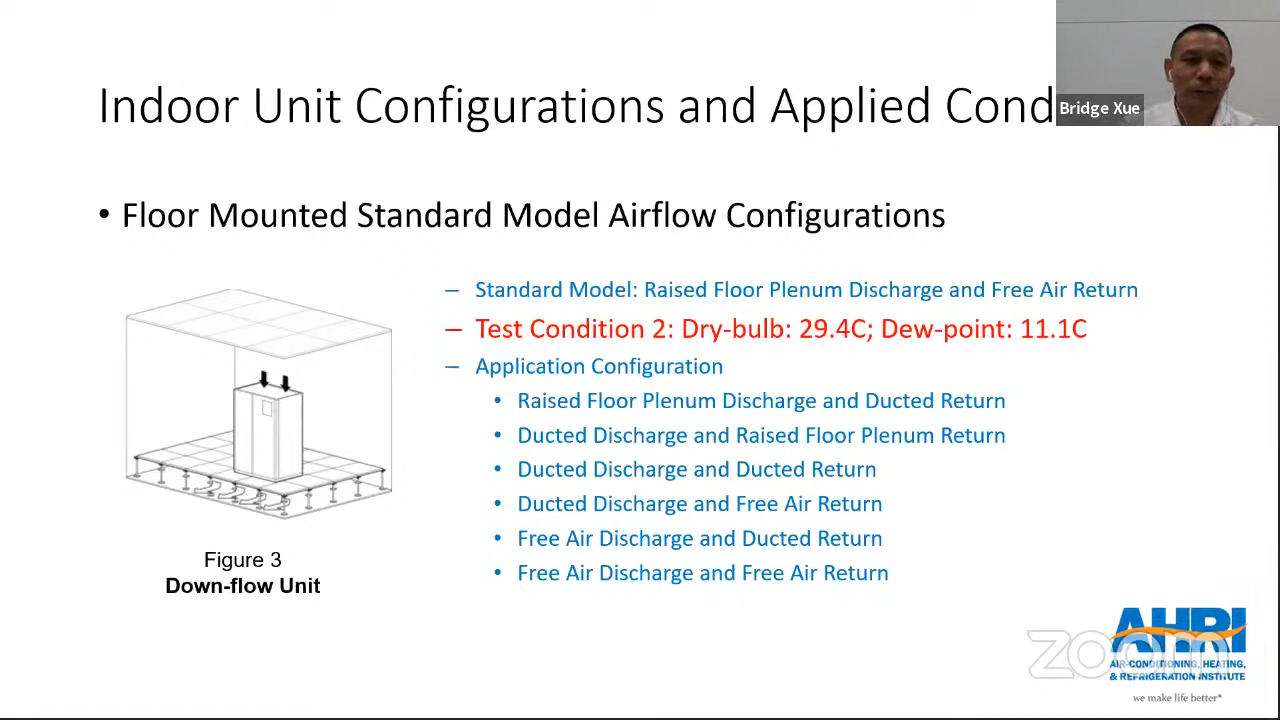 Indoor Unit Configurations and Applied Cond
Bridge Xue
• Floor Mounted Standard Model Airflow Configurations
– Standard Model: Raised Floor Plenum Discharge and Free Air Return
– Test Condition 2: Dry-bulb: 29.4C; Dew-point: 11.1C
– Application Configuration
• Raised Floor Plenum Discharge and Ducted Return
• Ducted Discharge and Raised Floor Plenum Return
• Ducted Discharge and Ducted Return
• Ducted Discharge and Free Air Return
• Free Air Discharge and Ducted Return
• Free Air Discharge and Free Air Return
Figure 3
Down-flow Unit
AHRI
zoom
AIR-CONDITIONING, HEATING,
& REFRIGERATION INSTITUTE
we make life better*